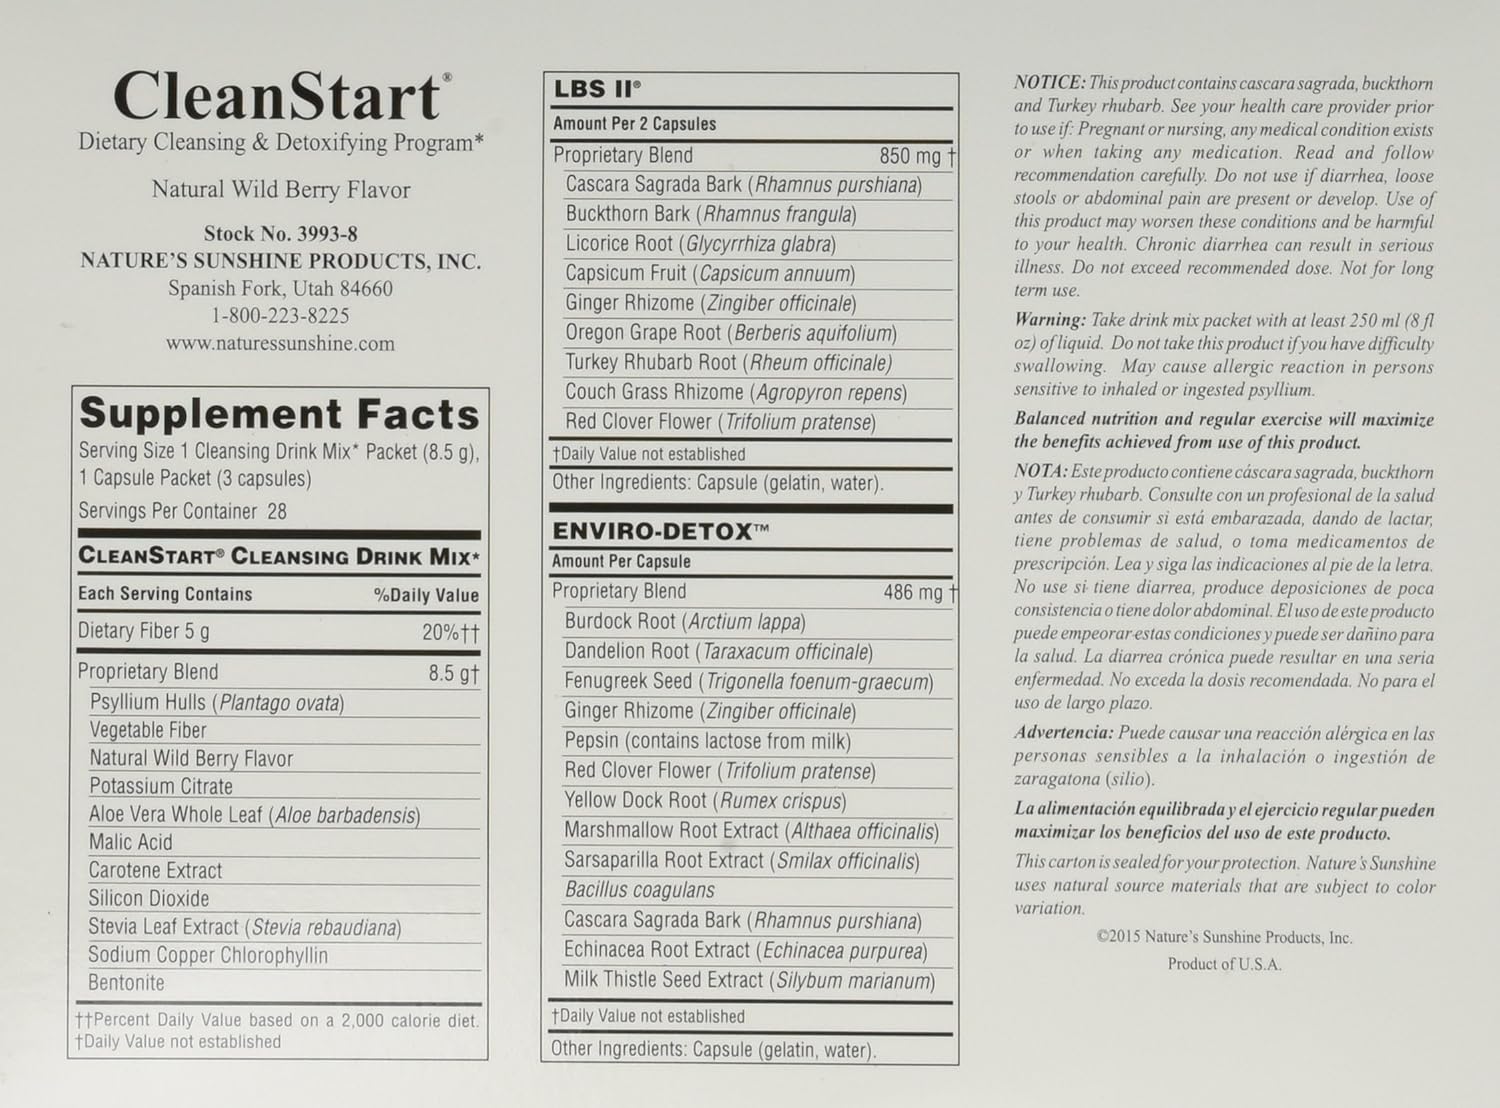 CleanStart®
Dietary Cleansing & Detoxifying Program*
Natural Wild Berry Flavor
Stock No. 3993-8
NATURE'S SUNSHINE PRODUCTS, INC.
Spanish Fork, Utah 84660
1-800-223-8225
www.naturessunshine.com
Supplement Facts
Serving Size 1 Cleansing Drink Mix* Packet (8.5 g),
1 Capsule Packet (3 capsules)
Servings Per Container 28
CLEANSTART® CLEANSING DRINK MIX*
Each Serving Contains %Daily Value
Dietary Fiber 5 g 20%††
Proprietary Blend 8.5 g†
Psyllium Hulls (Plantago ovata)
Vegetable Fiber
Natural Wild Berry Flavor
Potassium Citrate
Aloe Vera Whole Leaf (Aloe barbadensis)
Malic Acid
Carotene Extract
Silicon Dioxide
Stevia Leaf Extract (Stevia rebaudiana)
Sodium Copper Chlorophyllin
Bentonite
††Percent Daily Value based on a 2,000 calorie diet.
†Daily Value not established
LBS II®
Amount Per 2 Capsules
Proprietary Blend 850 mg †
Cascara Sagrada Bark (Rhamnus purshiana)
Buckthorn Bark (Rhamnus frangula)
Licorice Root (Glycyrrhiza glabra)
Capsicum Fruit (Capsicum annuum)
Ginger Rhizome (Zingiber officinale)
Oregon Grape Root (Berberis aquifolium)
Turkey Rhubarb Root (Rheum officinale)
Couch Grass Rhizome (Agropyron repens)
Red Clover Flower (Trifolium pratense)
†Daily Value not established
Other Ingredients: Capsule (gelatin, water).
ENVIRO-DETOX™
Amount Per Capsule
Proprietary Blend 486 mg †
Burdock Root (Arctium lappa)
Dandelion Root (Taraxacum officinale)
Fenugreek Seed (Trigonella foenum-graecum)
Ginger Rhizome (Zingiber officinale)
Pepsin (contains lactose from milk)
Red Clover Flower (Trifolium pratense)
Yellow Dock Root (Rumex crispus)
Marshmallow Root Extract (Althaea officinalis)
Sarsaparilla Root Extract (Smilax officinalis)
Bacillus coagulans
Cascara Sagrada Bark (Rhamnus purshiana)
Echinacea Root Extract (Echinacea purpurea)
Milk Thistle Seed Extract (Silybum marianum)
†Daily Value not established
Other Ingredients: Capsule (gelatin, water).
NOTICE: This product contains cascara sagrada, buckthorn
and Turkey rhubarb. See your health care provider prior
to use if: Pregnant or nursing, any medical condition exists
or when taking any medication. Read and follow
recommendation carefully. Do not use if diarrhea, loose
stools or abdominal pain are present or develop. Use of
this product may worsen these conditions and be harmful
to your health. Chronic diarrhea can result in serious
illness. Do not exceed recommended dose. Not for long
term use.
Warning: Take drink mix packet with at least 250 ml (8 fl
oz) of liquid. Do not take this product if you have difficulty
swallowing. May cause allergic reaction in persons
sensitive to inhaled or ingested psyllium.
Balanced nutrition and regular exercise will maximize
the benefits achieved from use of this product.
NOTA: Este producto contiene cáscara sagrada, buckthorn
y Turkey rhubarb. Consulte con un profesional de la salud
antes de consumir si está embarazada, dando de lactar,
tiene problemas de salud, o toma medicamentos de
prescripción. Lea y siga las indicaciones al pie de la letra.
No use si tiene diarrea, produce deposiciones de poca
consistencia o tiene dolor abdominal. El uso de este producto
puede empeorar estas condiciones y puede ser dañino para
la salud. La diarrea crónica puede resultar en una seria
enfermedad. No exceda la dosis recomendada. No para el
uso de largo plazo.
Advertencia: Puede causar una reacción alérgica en las
personas sensibles a la inhalación o ingestión de
zaragatona (silio).
La alimentación equilibrada y el ejercicio regular pueden
maximizar los beneficios del uso de este producto.
This carton is sealed for your protection. Nature's Sunshine
uses natural source materials that are subject to color
variation.
©2015 Nature's Sunshine Products, Inc.
Product of U.S.A.